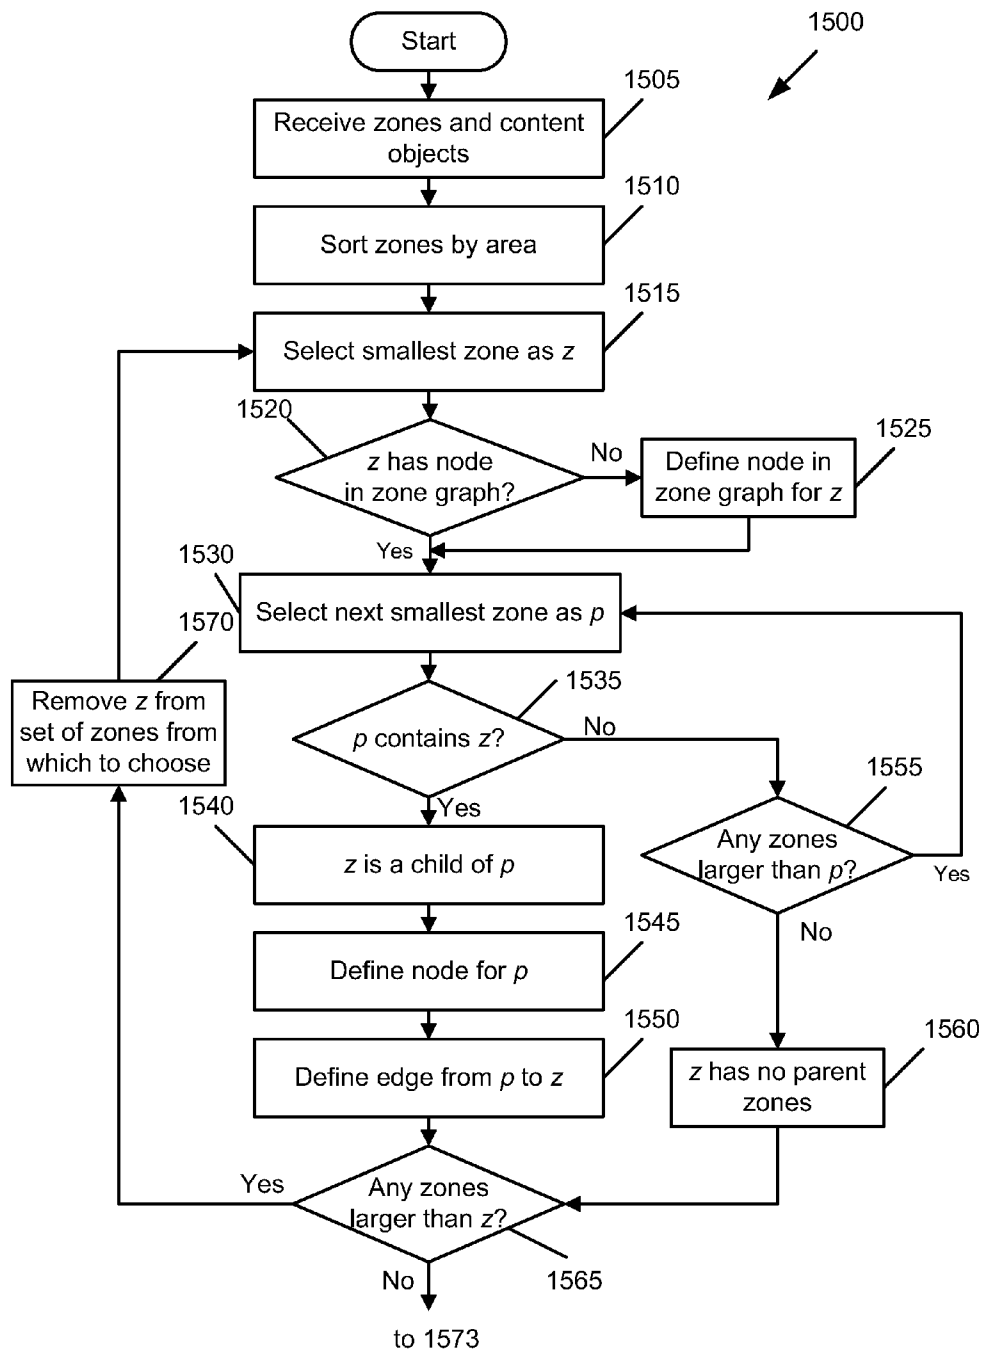 Start
1500
1505
Receive zones and content
objects
1510
Sort zones by area
1515
Select smallest zone as z
1520
z has node
in zone graph?
No
1525
Define node in
zone graph for z
Yes
1530
Select next smallest zone as p
1570
Remove z from
set of zones from
which to choose
1535
p contains z?
No
Yes
1555
Any zones
larger than p?
Yes
No
1540
z is a child of p
1545
Define node for p
1550
Define edge from p to z
1560
z has no parent
zones
Yes
Any zones
larger than z?
1565
No
to 1573